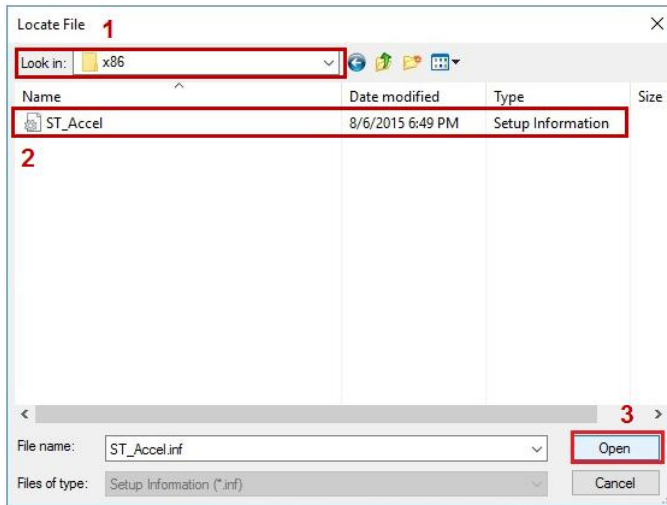 Locate File 1
Look in: x86
Name Date modified Type Size
ST_Accel 8/6/2015 6:49 PM Setup Information
2
3
File name: ST_Accel.inf Open
Files of type: Setup Information (*.inf) Cancel